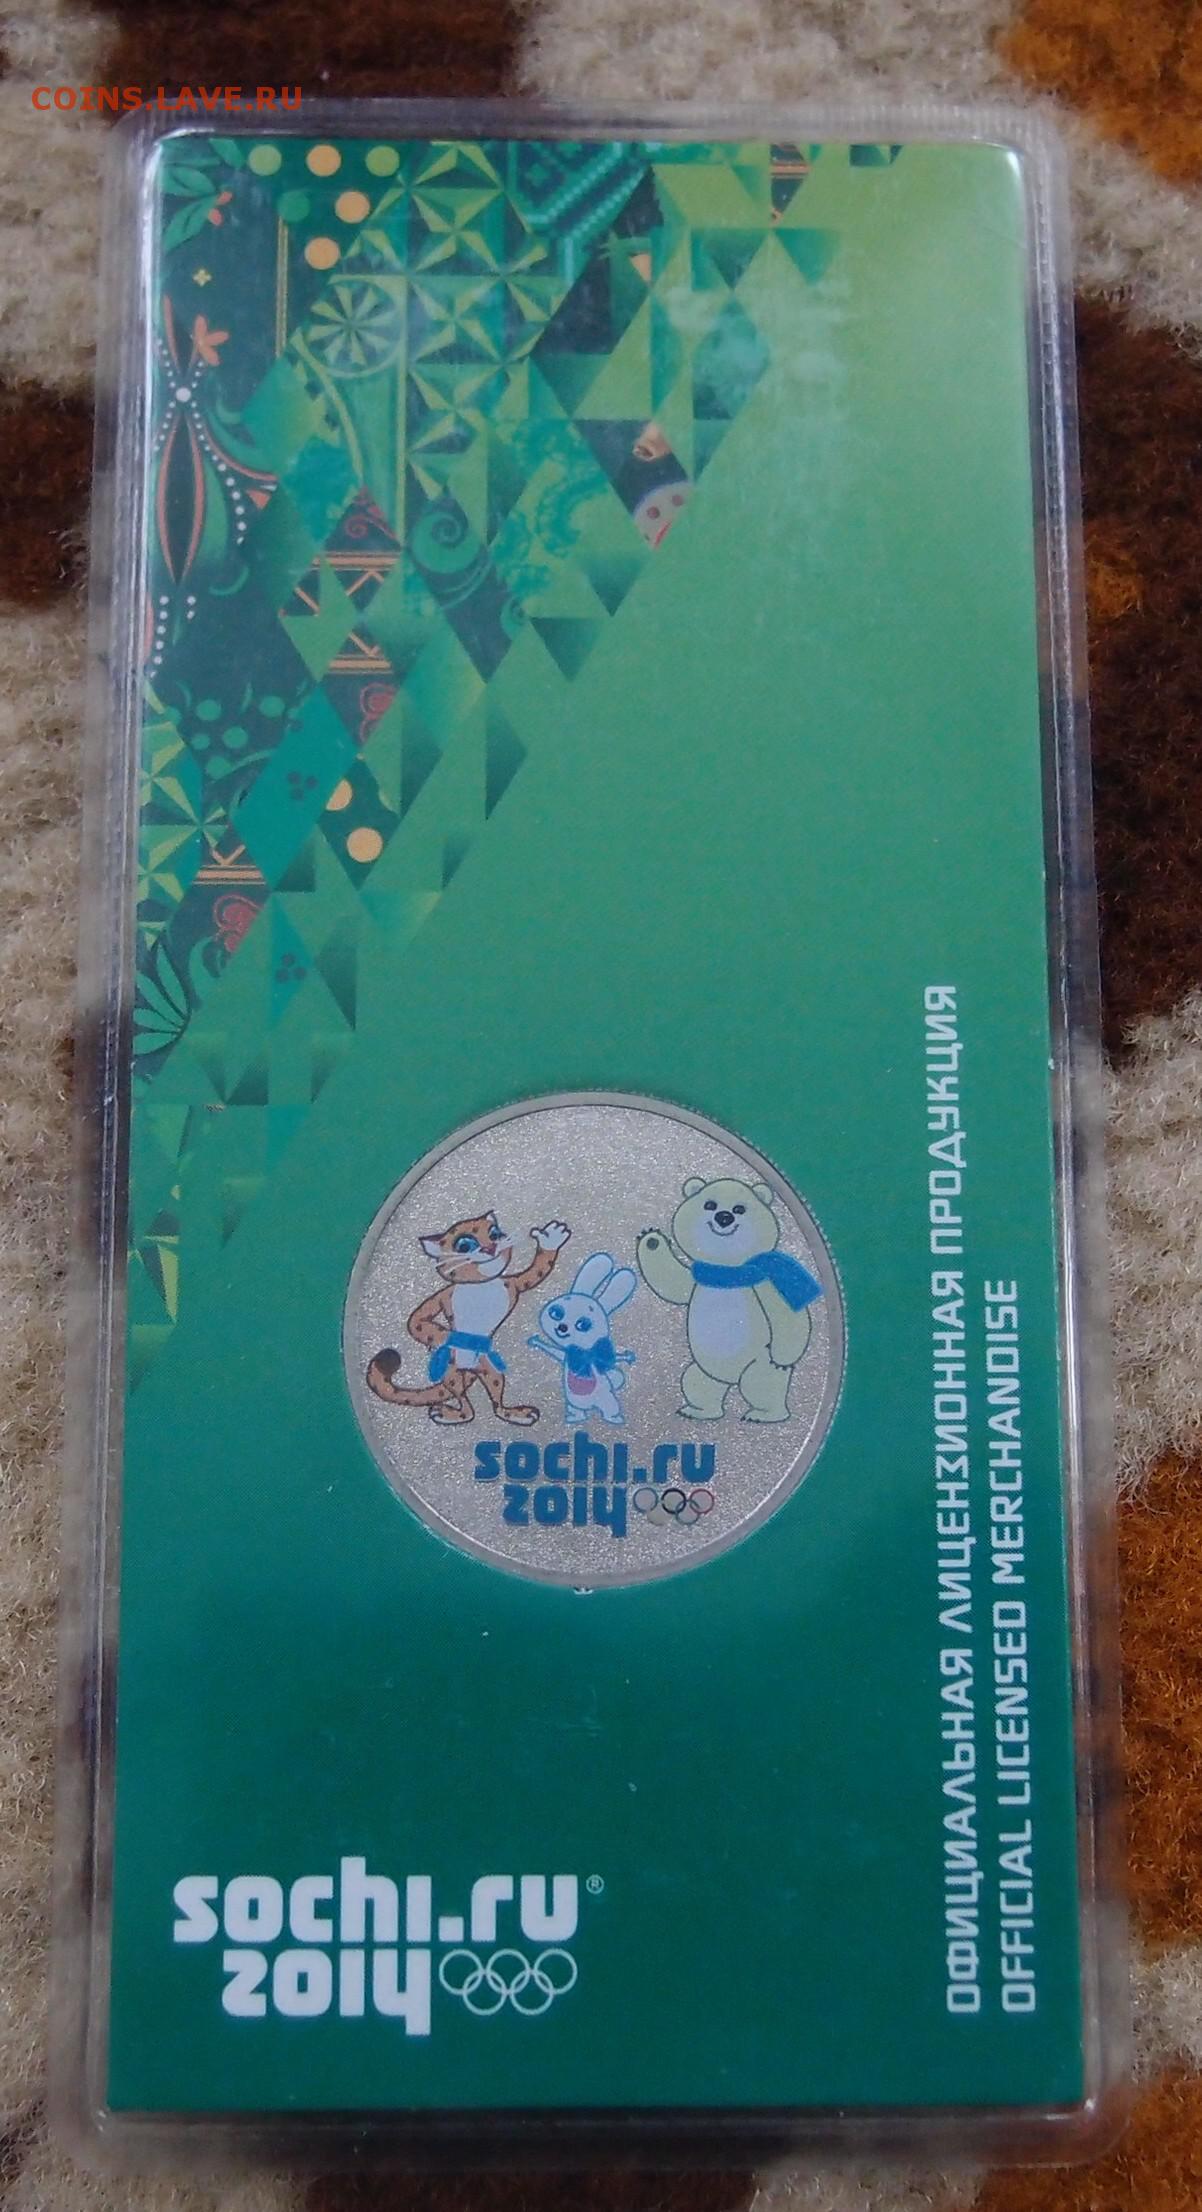 COINS.LAVE.RU
sochi.ru
2014
sochi.ru®
2014
ОФИЦИАЛЬНАЯ ЛИЦЕНЗИОННАЯ ПРОДУКЦИЯ
OFFICIAL LICENSED MERCHANDISE